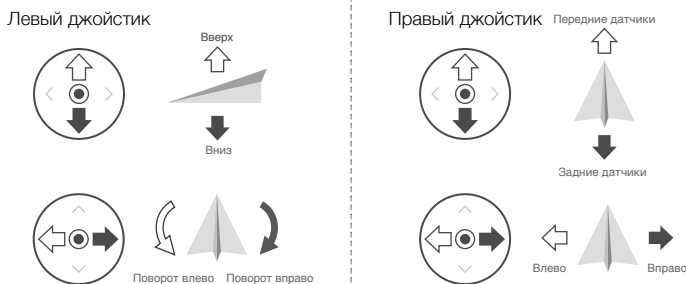 Левый джойстик
Вверх
Вниз
Поворот влево
Поворот вправо
Правый джойстик
Передние датчики
Задние датчики
Влево
Вправо